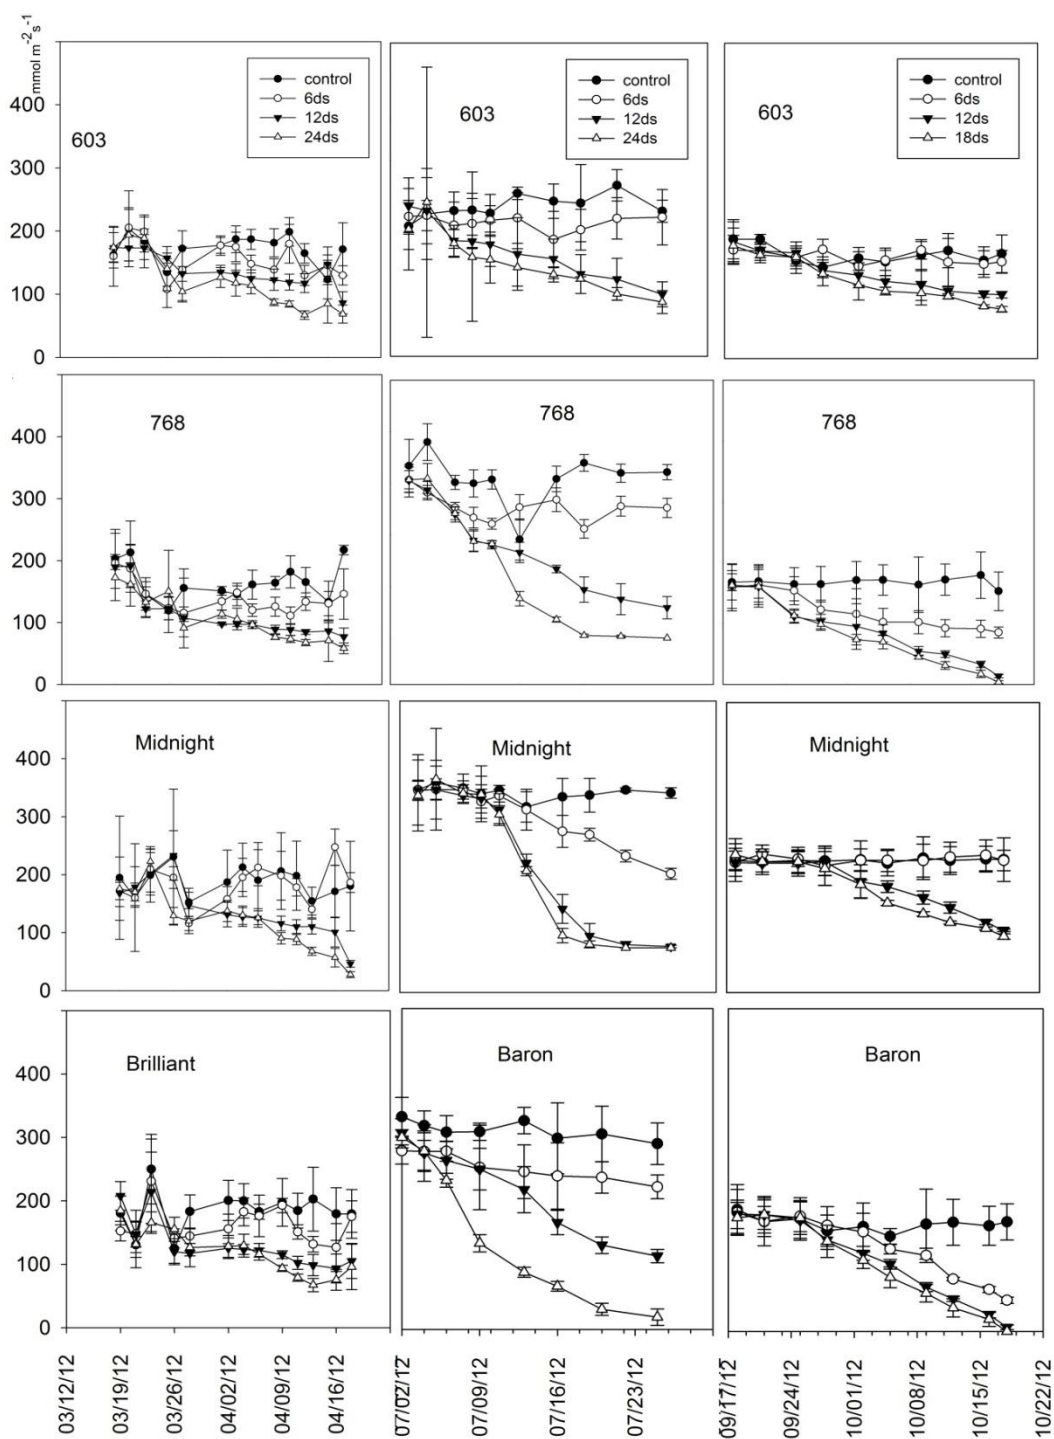 mmol m⁻²s⁻¹
400
300
200
100
0
603
control
6ds
12ds
24ds
603
control
6ds
12ds
24ds
603
control
6ds
12ds
18ds
400
300
200
100
0
768
768
768
400
300
200
100
0
Midnight
Midnight
Midnight
400
300
200
100
0
Brilliant
Baron
Baron
03/12/12
03/19/12
03/26/12
04/02/12
04/09/12
04/16/12
07/02/12
07/09/12
07/16/12
07/23/12
09/17/12
09/24/12
10/01/12
10/08/12
10/15/12
10/22/12